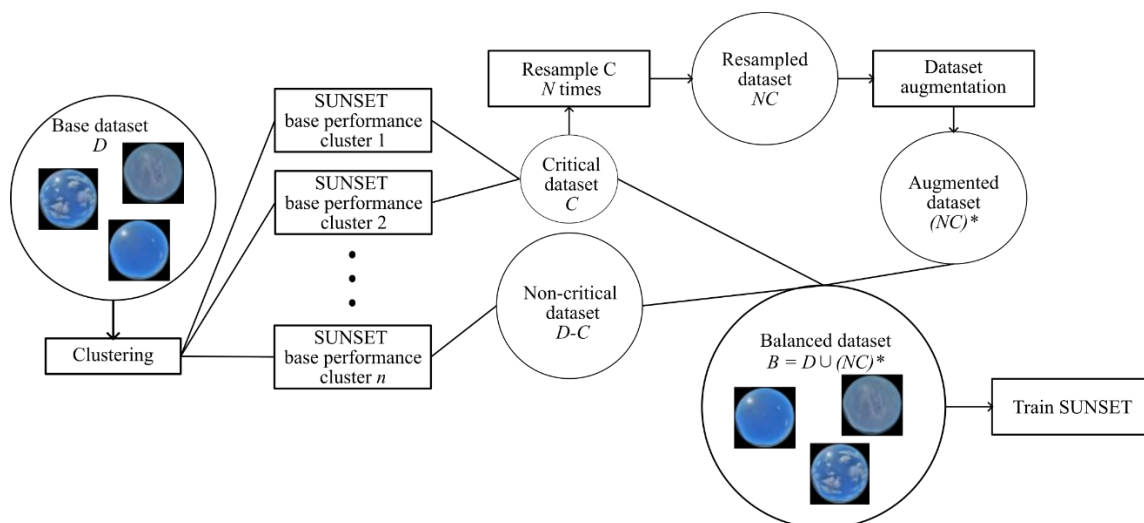 Base dataset
D
Clustering
SUNSET
base performance
cluster 1
SUNSET
base performance
cluster 2
SUNSET
base performance
cluster n
Resample C
N times
Critical
dataset
C
Non-critical
dataset
D-C
Resampled
dataset
NC
Dataset
augmentation
Augmented
dataset
(NC)*
Balanced dataset
B = D ∪ (NC)*
Train SUNSET